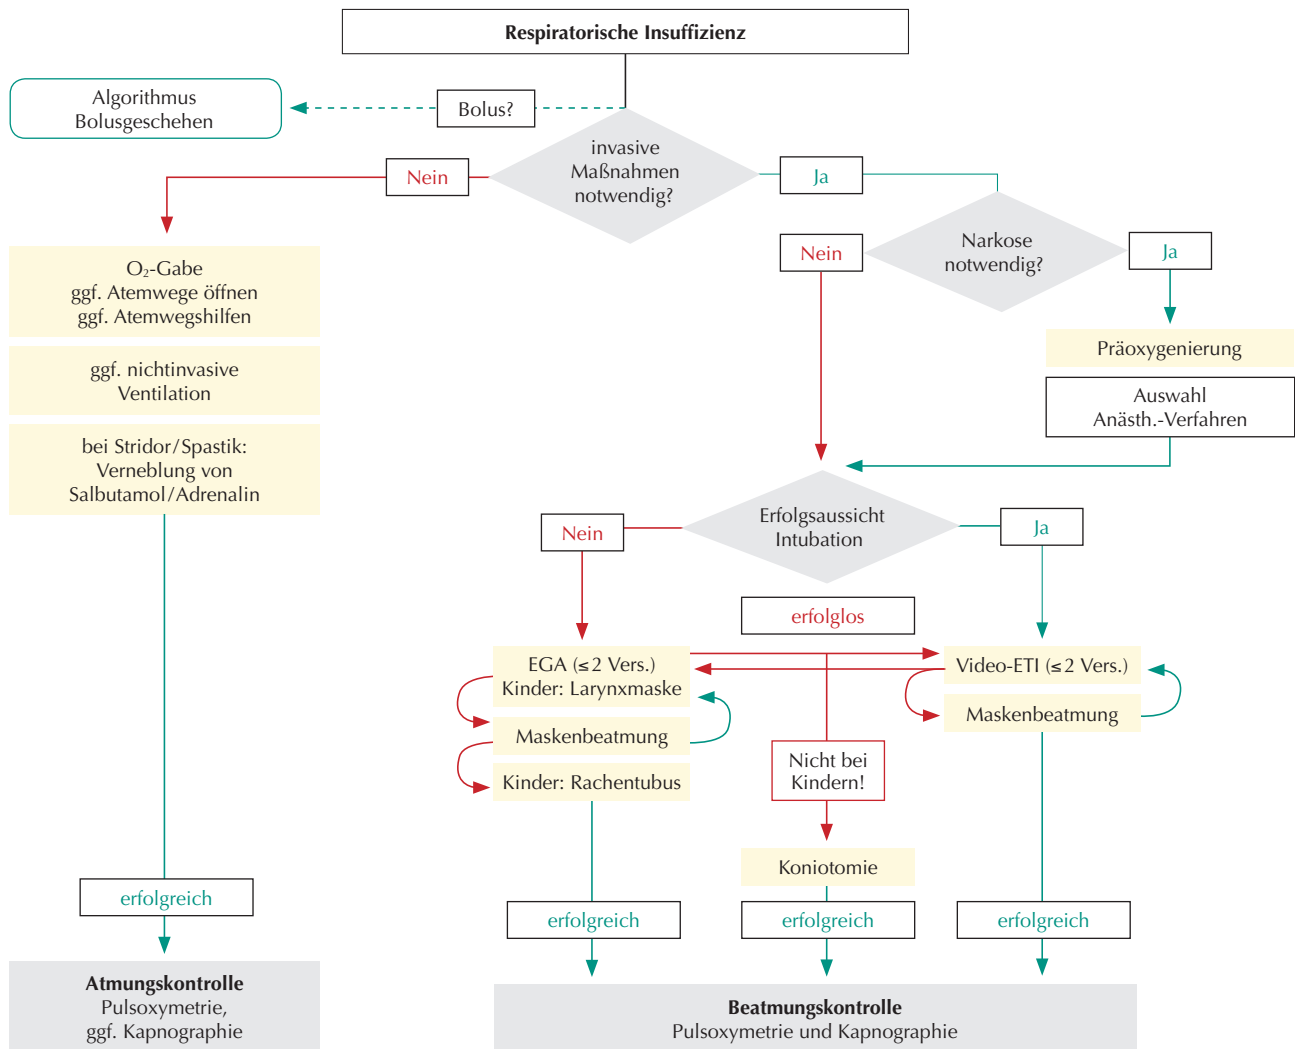 Respiratorische Insuffizienz
Algorithmus
Bolusgeschehen
Bolus?
invasive
Maßnahmen
notwendig?
Nein
Ja
Narkose
notwendig?
Nein
Ja
O₂-Gabe
ggf. Atemwege öffnen
ggf. Atemwegshilfen
ggf. nichtinvasive
Ventilation
bei Stridor/Spastik:
Verneblung von
Salbutamol/Adrenalin
Präoxygenierung
Auswahl
Anästh.-Verfahren
Erfolgsaussicht
Intubation
Nein
Ja
erfolglos
EGA (≤2 Vers.)
Kinder: Larynxmaske
Maskenbeatmung
Kinder: Rachentubus
Video-ETI (≤2 Vers.)
Maskenbeatmung
Nicht bei
Kindern!
Koniotomie
erfolgreich
erfolgreich
erfolgreich
erfolgreich
Atmungskontrolle
Pulsoxymetrie,
ggf. Kapnographie
Beatmungskontrolle
Pulsoxymetrie und Kapnographie